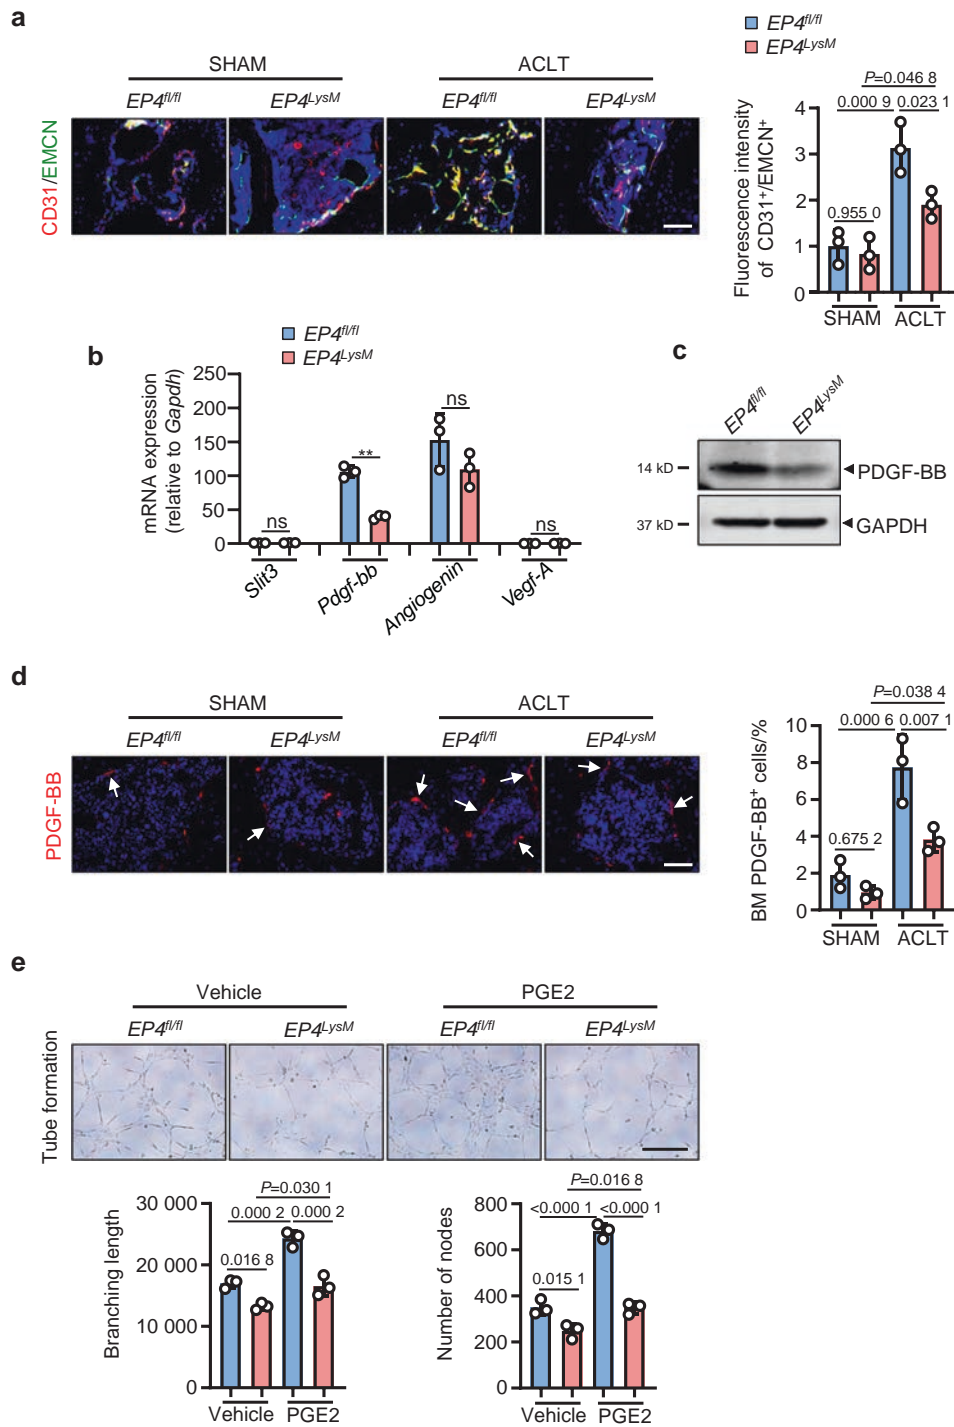 a
SHAM
ACLT
EP4fl/fl
EP4LysM
EP4fl/fl
EP4LysM
CD31/EMCN
EP4fl/fl
EP4LysM
P=0.046 8
0.000 9
0.023 1
0.955 0
Fluorescence intensity
of CD31+/EMCN+
4
3
2
1
0
SHAM
ACLT
b
EP4fl/fl
EP4LysM
mRNA expression
(relative to Gapdh)
250
200
150
100
50
0
ns
**
ns
ns
Slit3
Pdgf-bb
Angiogenin
Vegf-A
c
EP4fl/fl
EP4LysM
14 kD
PDGF-BB
37 kD
GAPDH
d
SHAM
ACLT
EP4fl/fl
EP4LysM
EP4fl/fl
EP4LysM
PDGF-BB
P=0.038 4
0.000 6
0.007 1
0.675 2
BM PDGF-BB+ cells/%
10
8
6
4
2
0
SHAM
ACLT
e
Vehicle
PGE2
EP4fl/fl
EP4LysM
EP4fl/fl
EP4LysM
Tube formation
P=0.030 1
0.000 2
0.000 2
0.016 8
Branching length
30 000
20 000
10 000
0
Vehicle
PGE2
P=0.016 8
<0.000 1
<0.000 1
0.015 1
Number of nodes
800
600
400
200
0
Vehicle
PGE2